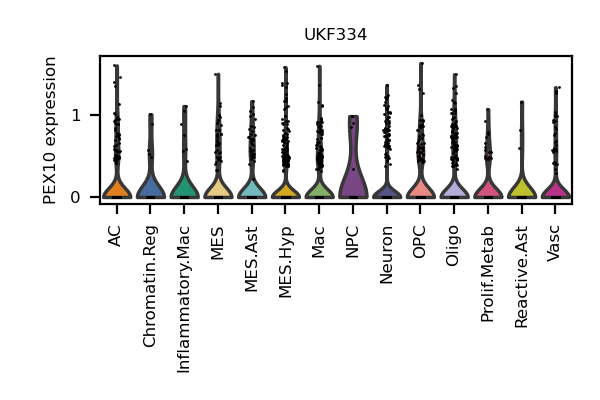 UKF334
PEX10 expression
1
0
AC
Chromatin.Reg
Inflammatory.Mac
MES
MES.Ast
MES.Hyp
Mac
NPC
Neuron
OPC
Oligo
Prolif.Metab
Reactive.Ast
Vasc